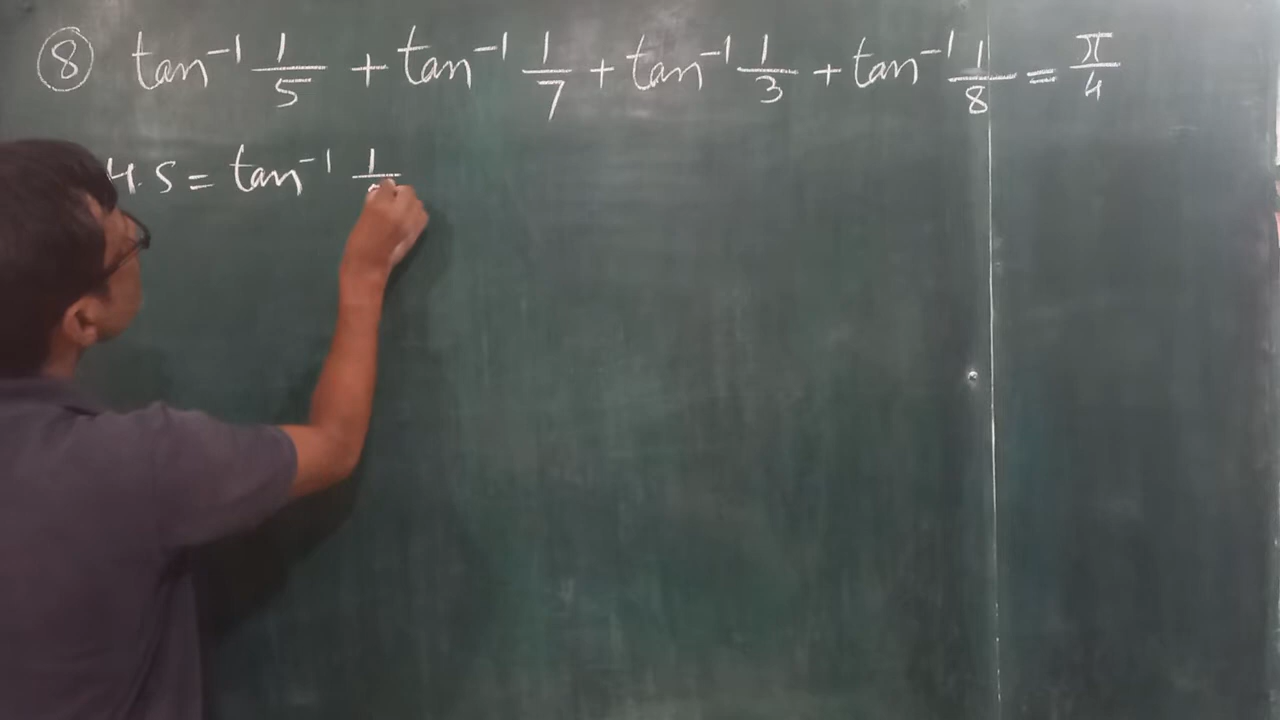 ⑧ tan⁻¹ 1/5 + tan⁻¹ 1/7 + tan⁻¹ 1/3 + tan⁻¹ 1/8 = π/4
H.S = tan⁻¹ 1/